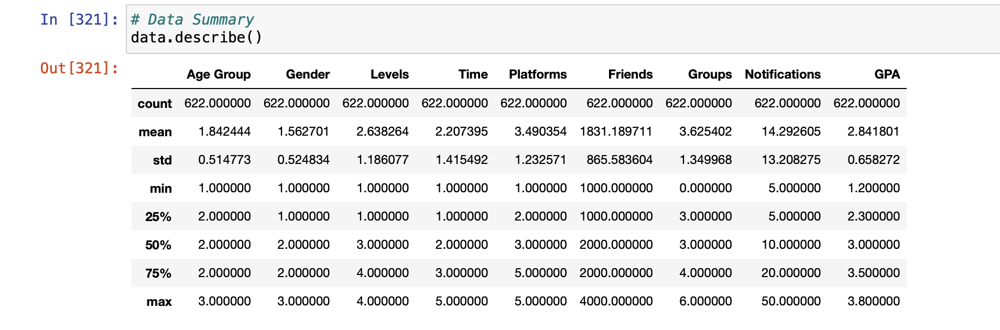 In [321]: # Data Summary
data.describe()
Out[321]:
Age Group Gender Levels Time Platforms Friends Groups Notifications GPA
count 622.000000 622.000000 622.000000 622.000000 622.000000 622.000000 622.000000 622.000000 622.000000
mean 1.842444 1.562701 2.638264 2.207395 3.490354 1831.189711 3.625402 14.292605 2.841801
std 0.514773 0.524834 1.186077 1.415492 1.232571 865.583604 1.349968 13.208275 0.658272
min 1.000000 1.000000 1.000000 1.000000 1.000000 1000.000000 0.000000 5.000000 1.200000
25% 2.000000 1.000000 1.000000 1.000000 2.000000 1000.000000 3.000000 5.000000 2.300000
50% 2.000000 2.000000 3.000000 2.000000 3.000000 2000.000000 3.000000 10.000000 3.000000
75% 2.000000 2.000000 4.000000 3.000000 5.000000 2000.000000 4.000000 20.000000 3.500000
max 3.000000 3.000000 4.000000 5.000000 5.000000 4000.000000 6.000000 50.000000 3.800000